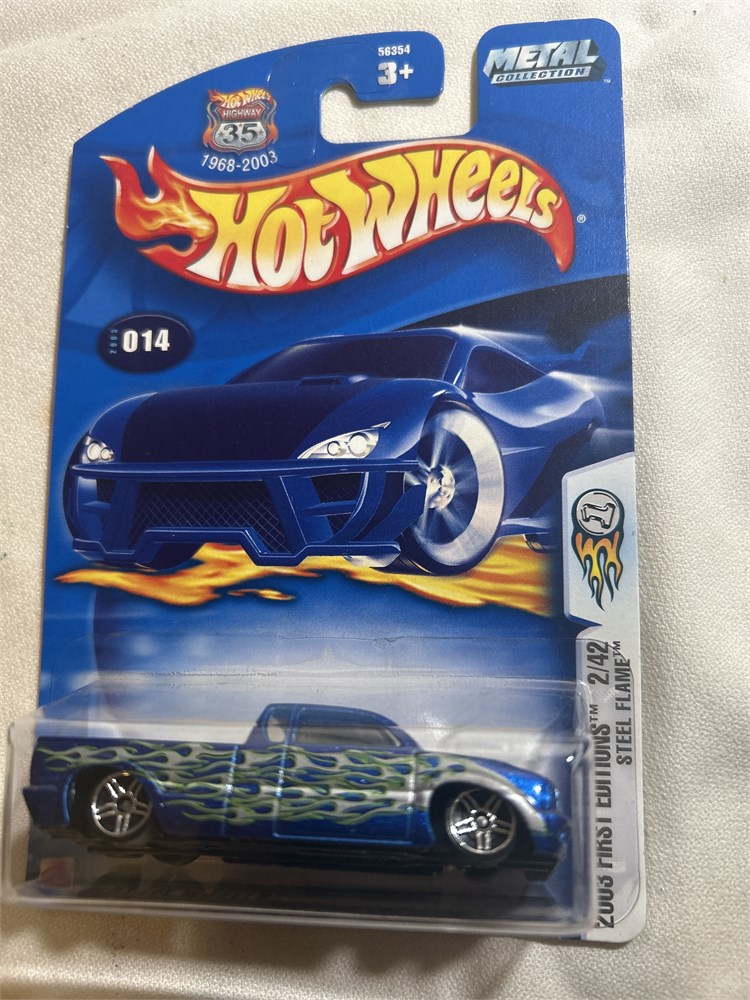 56354
3+
METAL
COLLECTION™
HOT WHEELS
HIGHWAY
35
1968-2003
HOT WHEELS®
2003
014
2003 FIRST EDITIONS™ 2/42
STEEL FLAME™